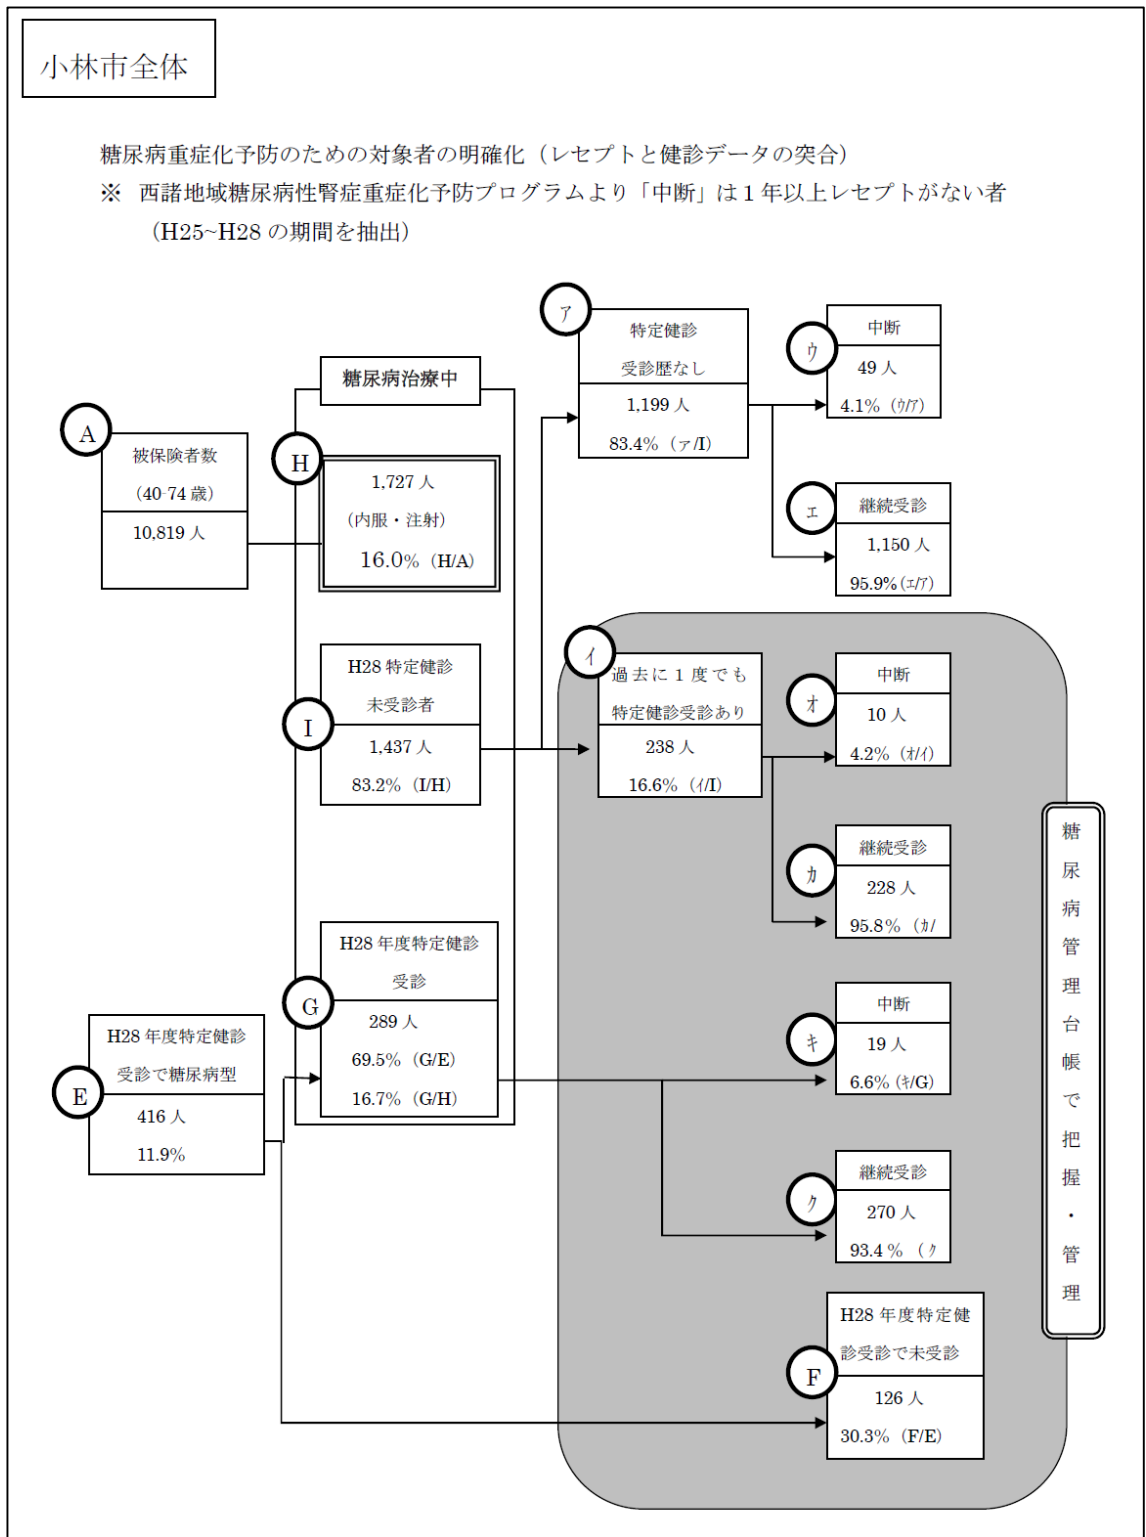 小林市全体
糖尿病重症化予防のための対象者の明確化（レセプトと健診データの突合）
※ 西諸地域糖尿病性腎症重症化予防プログラムより「中断」は１年以上レセプトがない者
（H25~H28 の期間を抽出）
A
被保険者数
（40-74 歳）
10,819 人
糖尿病治療中
H
1,727 人
（内服・注射）
16.0%（H/A）
I
H28 特定健診
未受診者
1,437 人
83.2%（I/H）
G
H28 年度特定健診
受診
289 人
69.5% (G/E)
16.7% (G/H)
E
H28 年度特定健診
受診で糖尿病型
416 人
11.9%
ア
特定健診
受診歴なし
1,199 人
83.4%（ア/I）
ウ
中断
49 人
4.1%（ウ/ア）
エ
継続受診
1,150 人
95.9%（エ/ア）
イ
過去に１度でも
特定健診受診あり
238 人
16.6%（イ/I）
オ
中断
10 人
4.2%（オ/イ）
カ
継続受診
228 人
95.8%（カ/
キ
中断
19 人
6.6%（キ/G）
ク
継続受診
270 人
93.4 %（ク
F
H28 年度特定健
診受診で未受診
126 人
30.3%（F/E）
糖尿病管理台帳で把握・管理